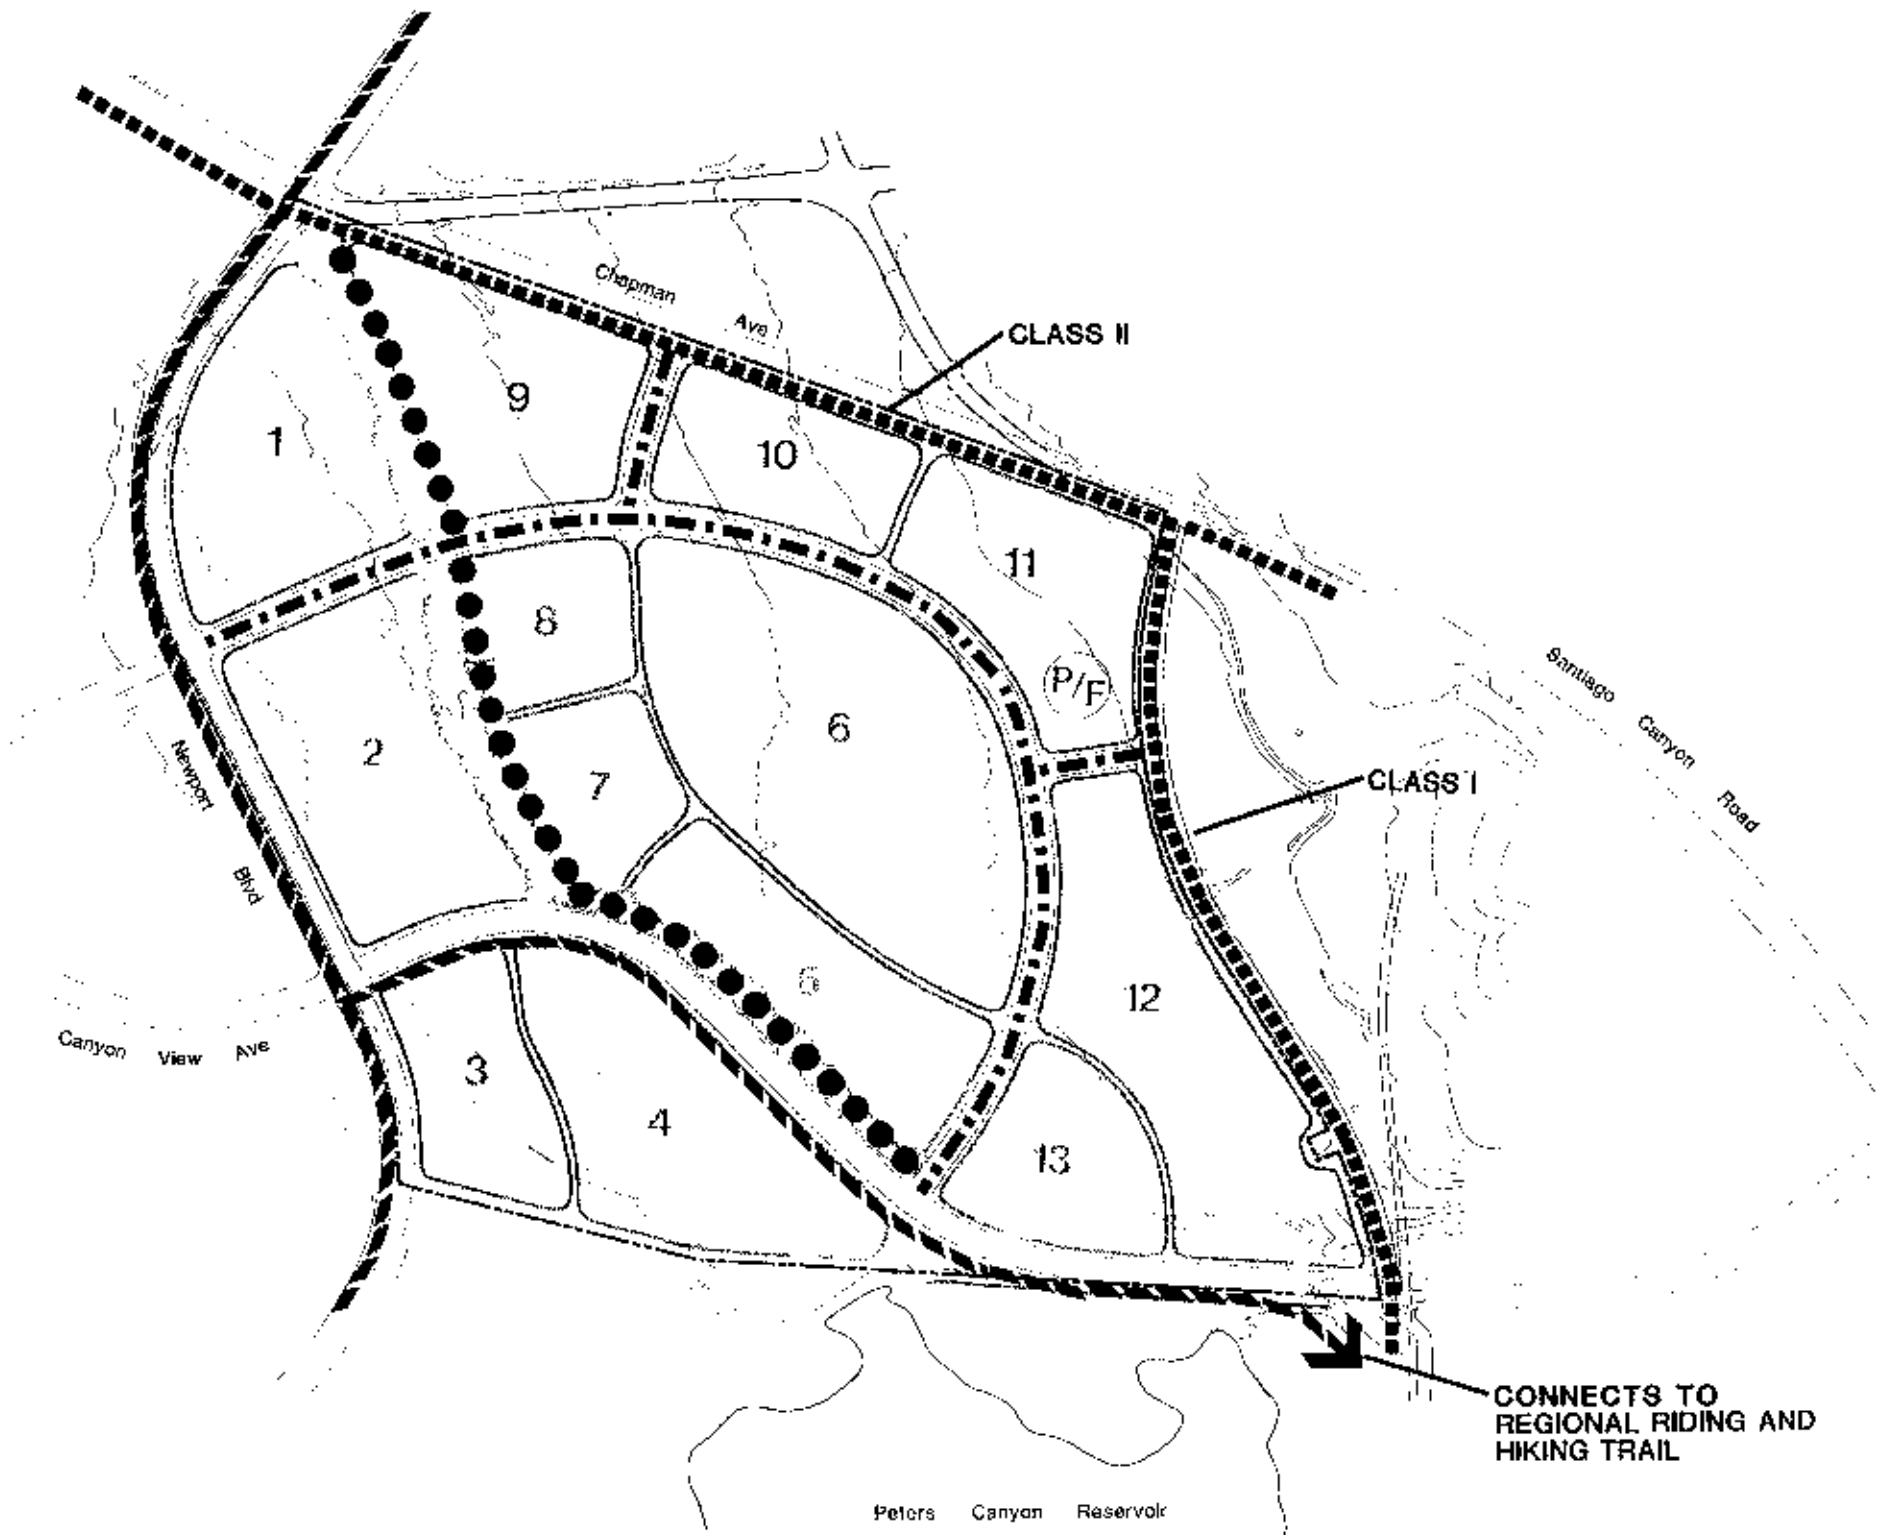 Chapman
Ave
CLASS II
9
1
10
11
8
P/F
Santiago
Canyon
Road
2
6
7
CLASS I
Newport
Blvd
5
12
Canyon View Ave
3
4
13
CONNECTS TO
REGIONAL RIDING AND
HIKING TRAIL
Peters Canyon Reservoir